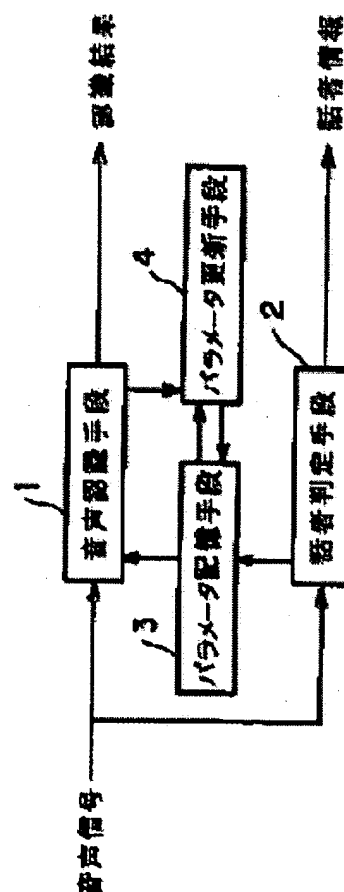 音声信号
1
音声認識手段
認識結果
3
パラメータ記憶手段
4
パラメータ更新手段
2
話者判定手段
話者情報